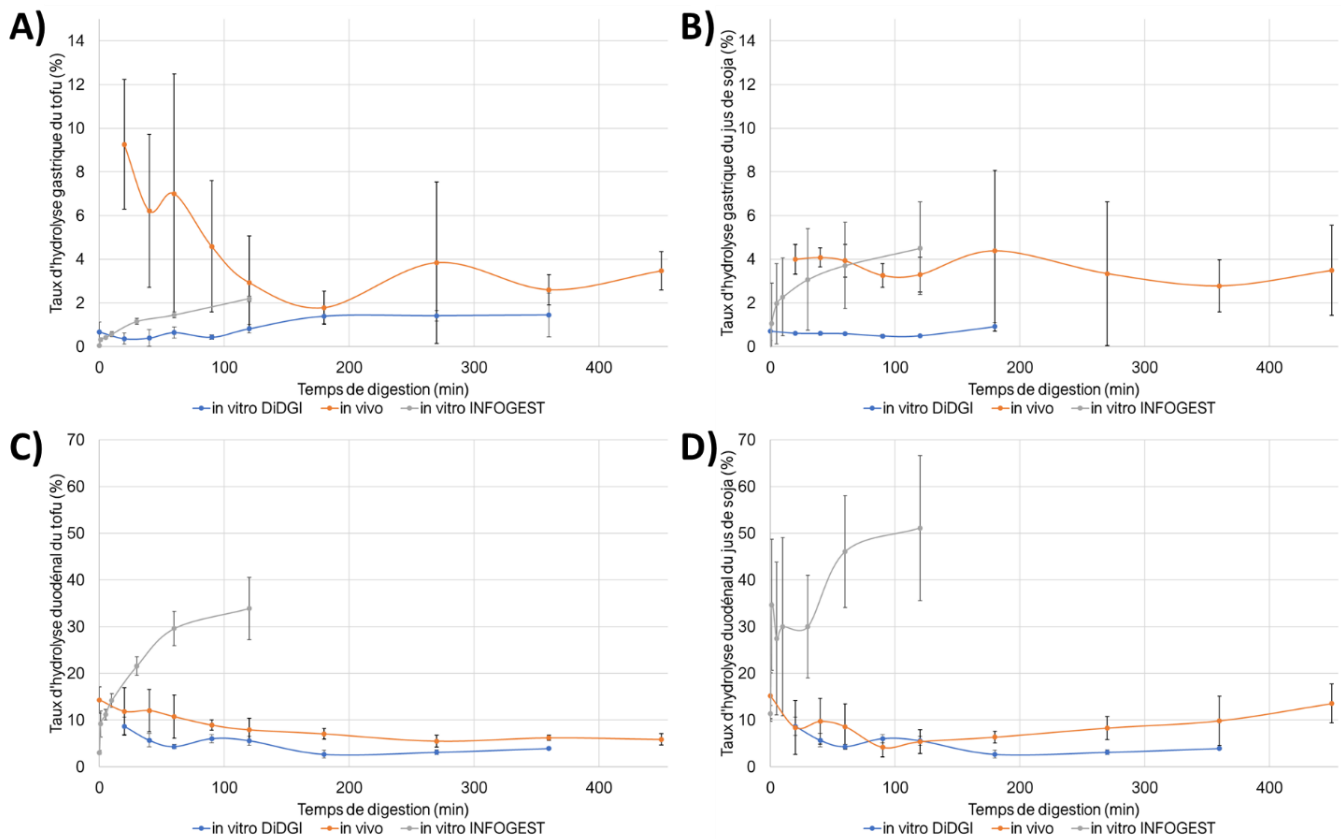 A)
Taux d'hydrolyse gastrique du tofu (%)
14
12
10
8
6
4
2
0
0 100 200 300 400
Temps de digestion (min)
in vitro DiDGI in vivo in vitro INFOGEST
B)
Taux d'hydrolyse gastrique du jus de soja (%)
14
12
10
8
6
4
2
0
0 100 200 300 400
Temps de digestion (min)
in vitro DiDGI in vivo in vitro INFOGEST
C)
Taux d'hydrolyse duodénal du tofu (%)
70
60
50
40
30
20
10
0
0 100 200 300 400
Temps de digestion (min)
in vitro DiDGI in vivo in vitro INFOGEST
D)
Taux d'hydrolyse duodénal du jus de soja (%)
70
60
50
40
30
20
10
0
0 100 200 300 400
Temps de digestion (min)
in vitro DiDGI in vivo in vitro INFOGEST